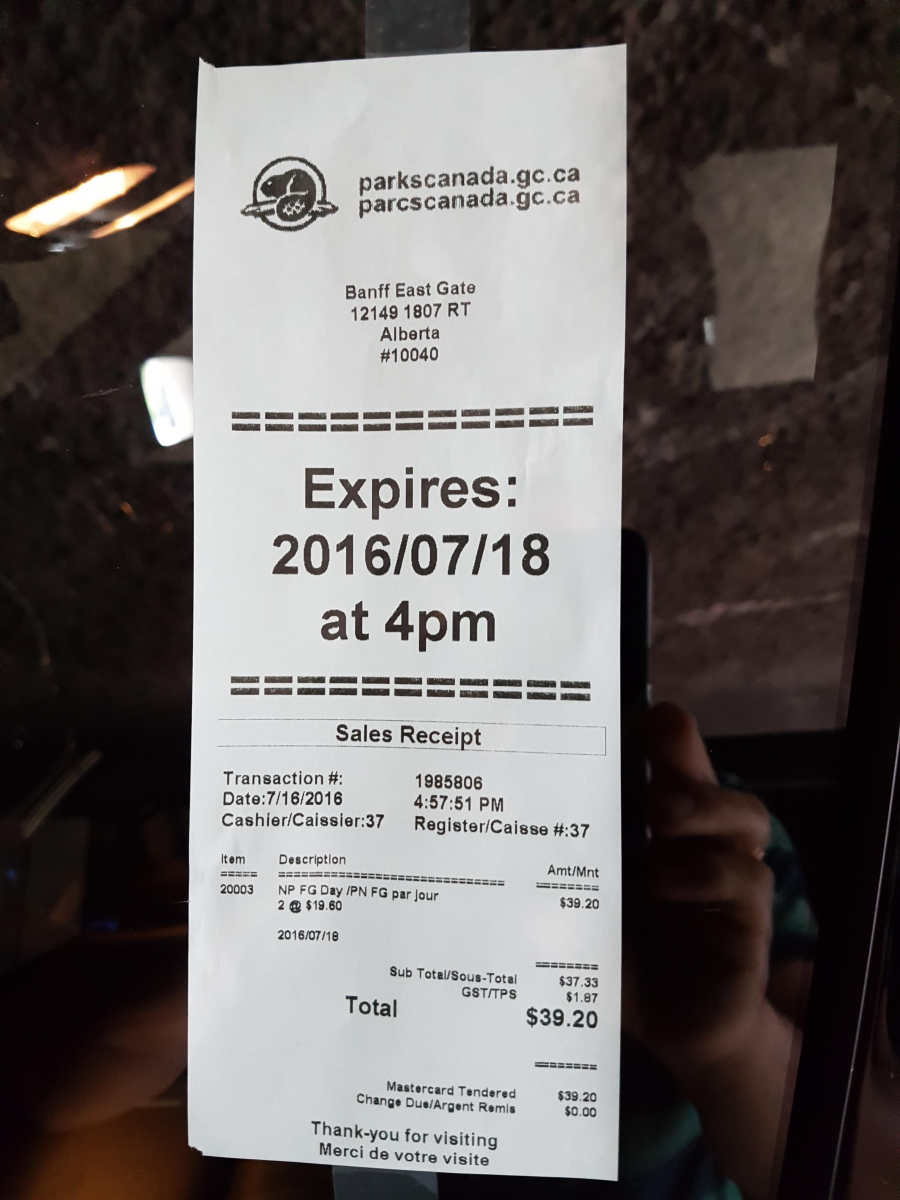 parkscanada.gc.ca
parcscanada.gc.ca
Banff East Gate
12149 1807 RT
Alberta
#10040
======================
Expires:
2016/07/18
at 4pm
======================
Sales Receipt
Transaction #: 1985806
Date:7/16/2016 4:57:51 PM
Cashier/Caissier:37 Register/Caisse #:37
Item Description Amt/Mnt
20003 NP FG Day /PN FG par jour
2 @ $19.60 $39.20
2016/07/18
Sub Total/Sous-Total $37.33
GST/TPS $1.87
Total $39.20
Mastercard Tendered $39.20
Change Due/Argent Remis $0.00
Thank-you for visiting
Merci de votre visite